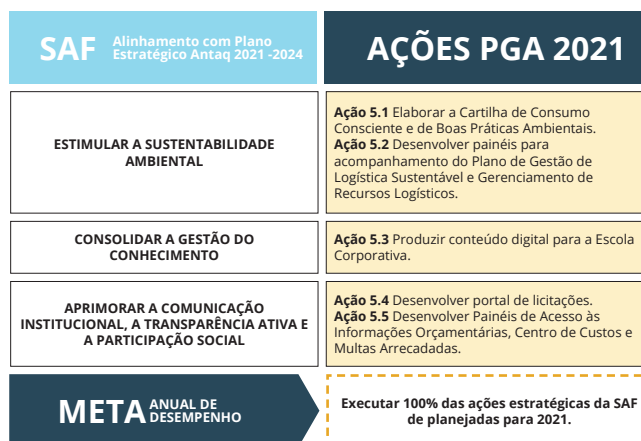 SAF Alinhamento com Plano
Estratégico Antaq 2021 -2024
AÇÕES PGA 2021
ESTIMULAR A SUSTENTABILIDADE
AMBIENTAL
Ação 5.1 Elaborar a Cartilha de Consumo
Consciente e de Boas Práticas Ambientais.
Ação 5.2 Desenvolver painéis para
acompanhamento do Plano de Gestão de
Logística Sustentável e Gerenciamento de
Recursos Logísticos.
CONSOLIDAR A GESTÃO DO
CONHECIMENTO
Ação 5.3 Produzir conteúdo digital para a Escola
Corporativa.
APRIMORAR A COMUNICAÇÃO
INSTITUCIONAL, A TRANSPARÊNCIA ATIVA E
A PARTICIPAÇÃO SOCIAL
Ação 5.4 Desenvolver portal de licitações.
Ação 5.5 Desenvolver Painéis de Acesso às
Informações Orçamentárias, Centro de Custos e
Multas Arrecadadas.
META ANUAL DE
DESEMPENHO
Executar 100% das ações estratégicas da SAF
de planejadas para 2021.